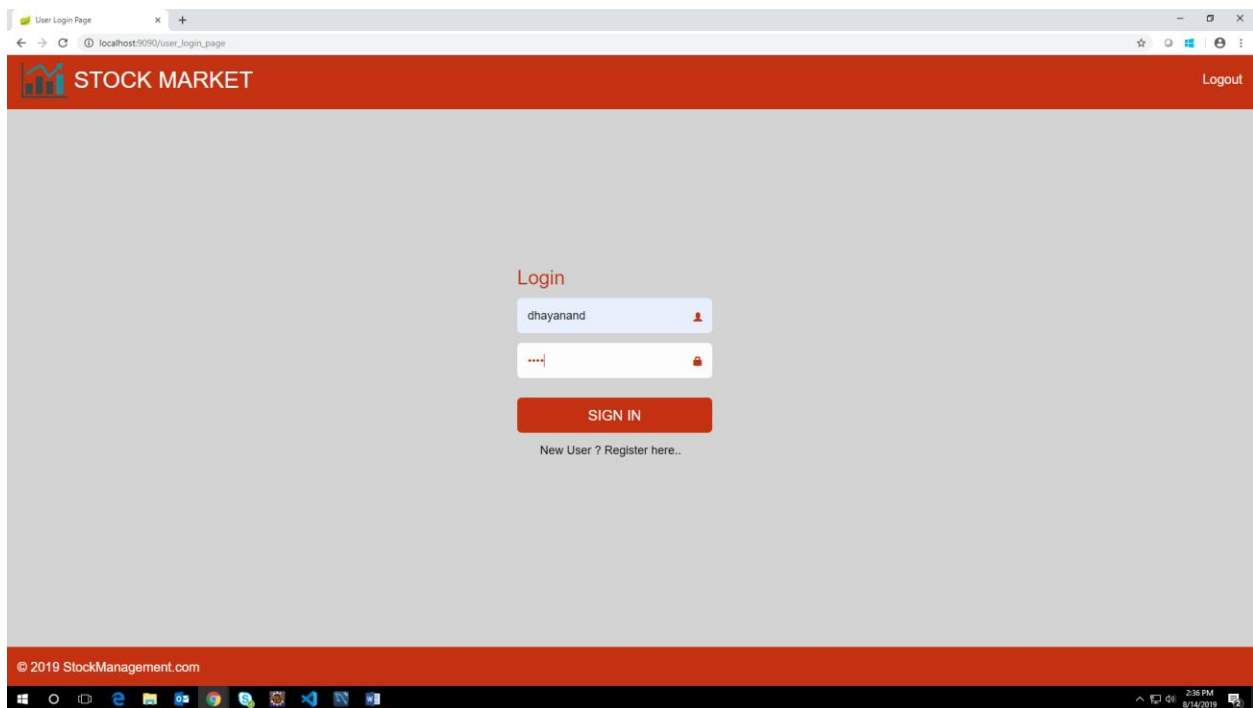 User Login Page
localhost:9090/user_login_page
STOCK MARKET
Logout
Login
dhayanand
••••
SIGN IN
New User ? Register here..
© 2019 StockManagement.com
2:36 PM
8/14/2019